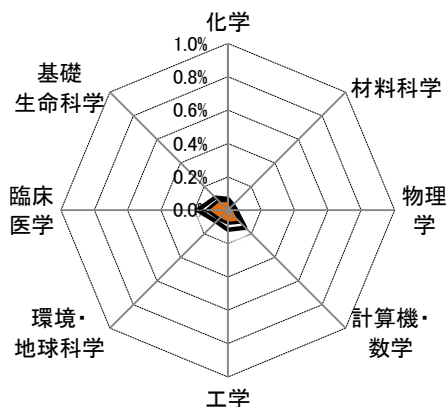 化学
1.0%
0.8%
0.6%
0.4%
0.2%
0.0%
材料科学
物理
学
計算機・
数学
工学
環境・
地球科学
臨床
医学
基礎
生命科学